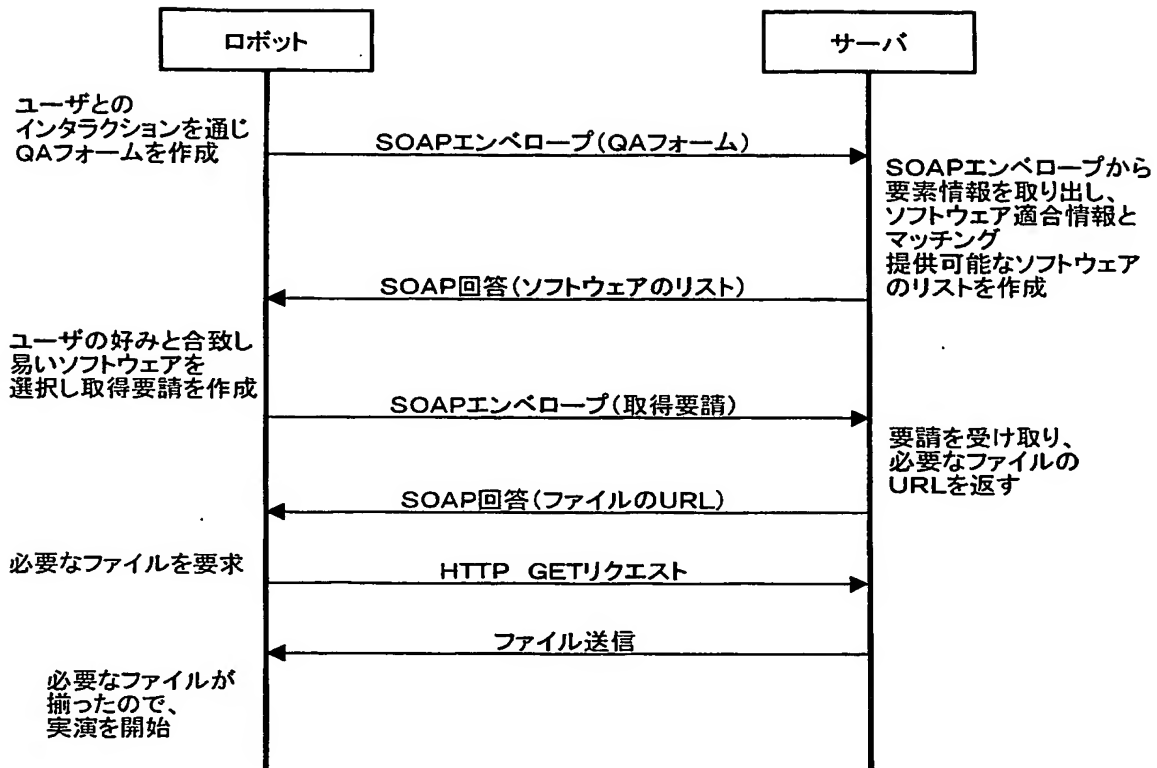 ロボット
サーバ
ユーザとの
インタラクションを通じ
QAフォームを作成
SOAPエンベロープ(QAフォーム)
SOAPエンベロープから
要素情報を取り出し、
ソフトウェア適合情報と
マッチング
提供可能なソフトウェア
のリストを作成
SOAP回答(ソフトウェアのリスト)
ユーザの好みと合致し
易いソフトウェアを
選択し取得要請を作成
SOAPエンベロープ(取得要請)
要請を受け取り、
必要なファイルの
URLを返す
SOAP回答(ファイルのURL)
必要なファイルを要求
HTTP GETリクエスト
ファイル送信
必要なファイルが
揃ったので、
実演を開始